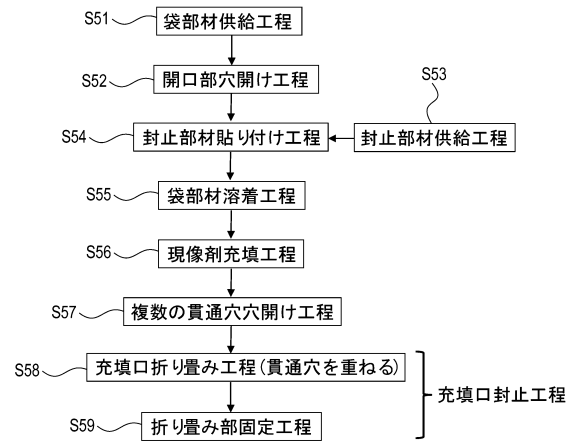 S51 袋部材供給工程
S52 開口部穴開け工程
S53
S54 封止部材貼り付け工程 封止部材供給工程
S55 袋部材溶着工程
S56 現像剤充填工程
S57 複数の貫通穴穴開け工程
S58 充填口折り畳み工程(貫通穴を重ねる)
充填口封止工程
S59 折り畳み部固定工程